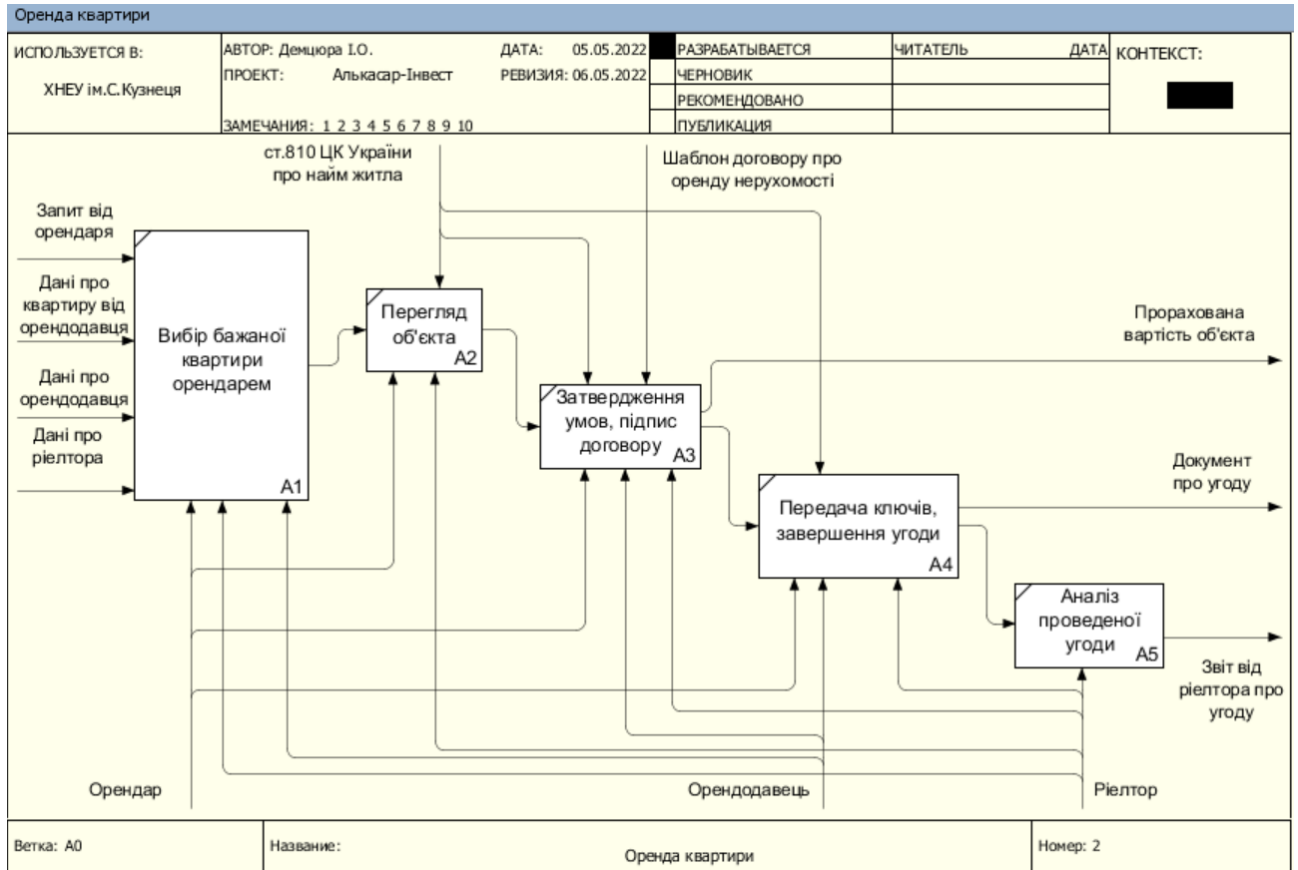 Оренда квартири
ИСПОЛЬЗУЕТСЯ В:
ХНЕУ ім.С.Кузнеця
АВТОР: Демцюра І.О.
ДАТА: 05.05.2022
ПРОЕКТ: Алькасар-Інвест
РЕВИЗИЯ: 06.05.2022
ЗАМЕЧАНИЯ: 1 2 3 4 5 6 7 8 9 10
РАЗРАБАТЫВАЕТСЯ
ЧЕРНОВИК
РЕКОМЕНДОВАНО
ПУБЛИКАЦИЯ
ЧИТАТЕЛЬ
ДАТА
КОНТЕКСТ:
ст.810 ЦК України
про найм житла
Шаблон договору про
оренду нерухомості
Запит від
орендаря
Дані про
квартиру від
орендодавця
Дані про
орендодавця
Дані про
ріелтора
Вибір бажаної
квартири
орендарем
A1
Перегляд
об'єкта
A2
Затвердження
умов, підпис
договору
A3
Передача ключів,
завершення угоди
A4
Аналіз
проведеної
угоди
A5
Прорахована
вартість об'єкта
Документ
про угоду
Звіт від
ріелтора про
угоду
Орендар
Орендодавець
Ріелтор
Ветка: A0
Название:
Оренда квартири
Номер: 2